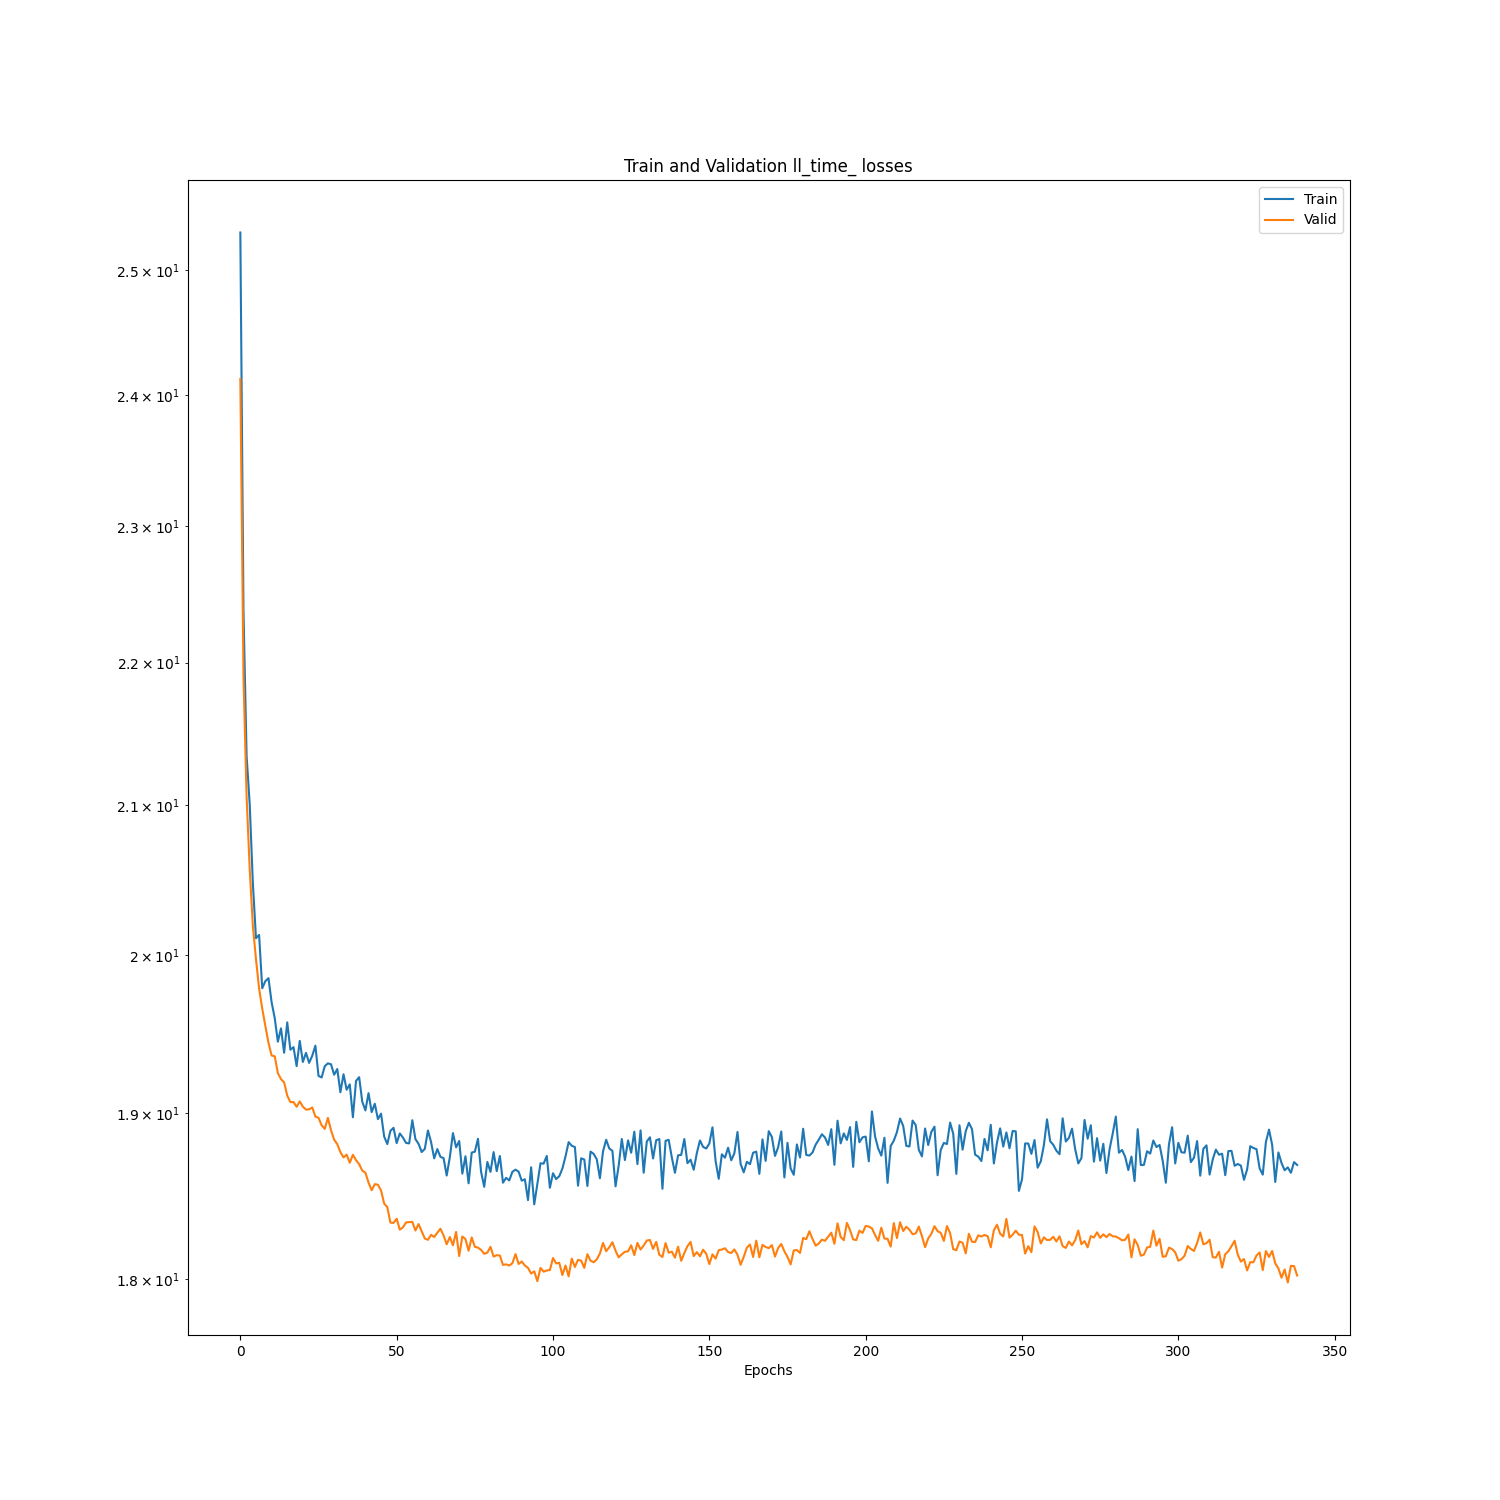 Train and Validation ll_time_ losses
Train
Valid
2.5 × 10¹
2.4 × 10¹
2.3 × 10¹
2.2 × 10¹
2.1 × 10¹
2 × 10¹
1.9 × 10¹
1.8 × 10¹
0 50 100 150 200 250 300 350
Epochs